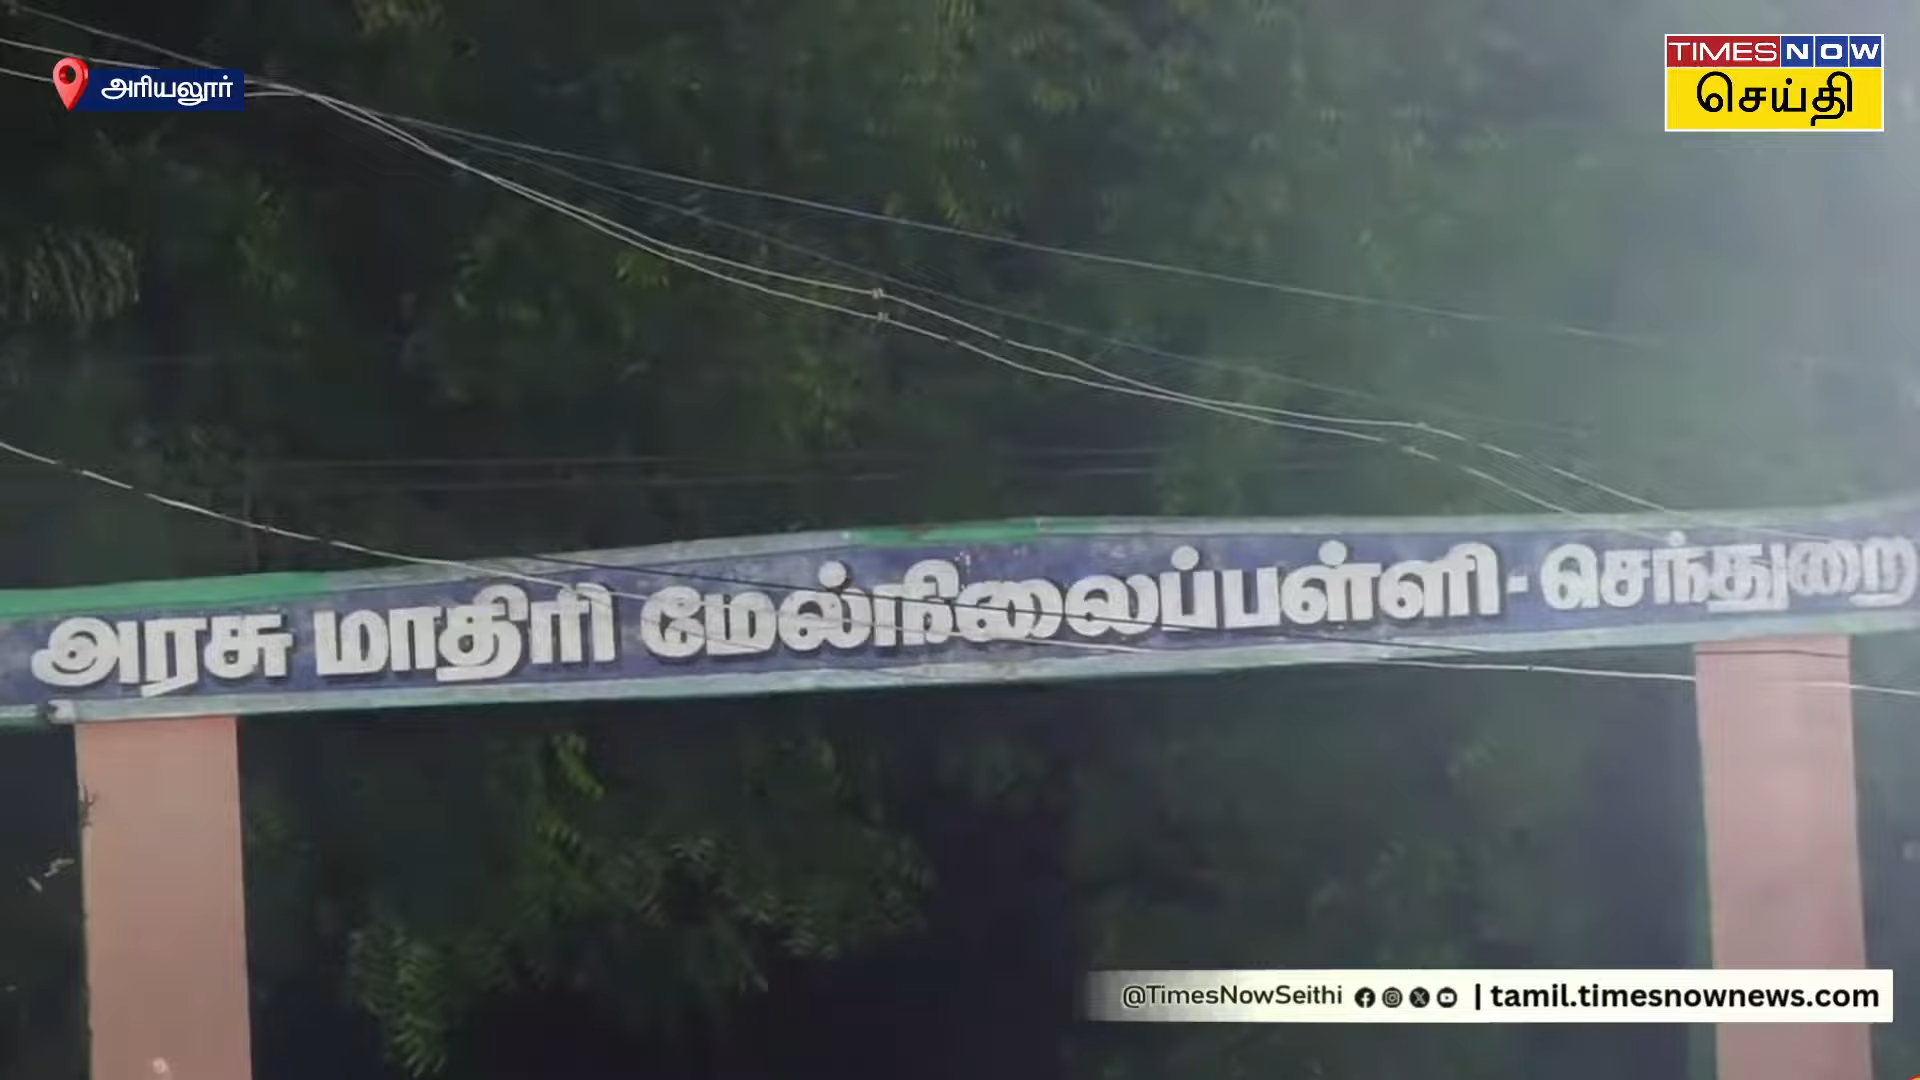 அரியலூர்
TIMES NOW
செய்தி
அரசு மாதிரி மேல்நிலைப்பள்ளி - செந்துறை
@TimesNowSeithi | tamil.timesnownews.com